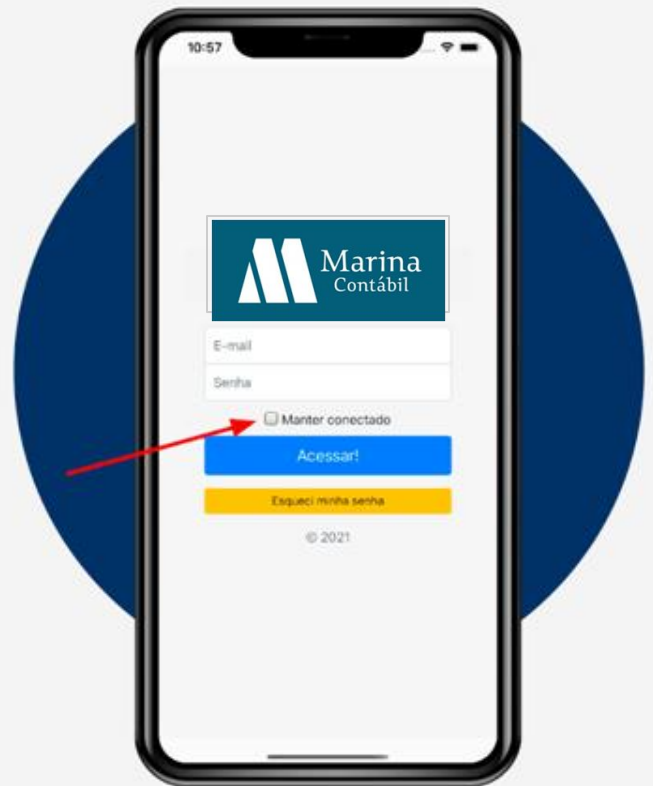 10:57
Marina
Contábil
E-mail
Senha
Manter conectado
Acessar!
Esqueci minha senha
© 2021